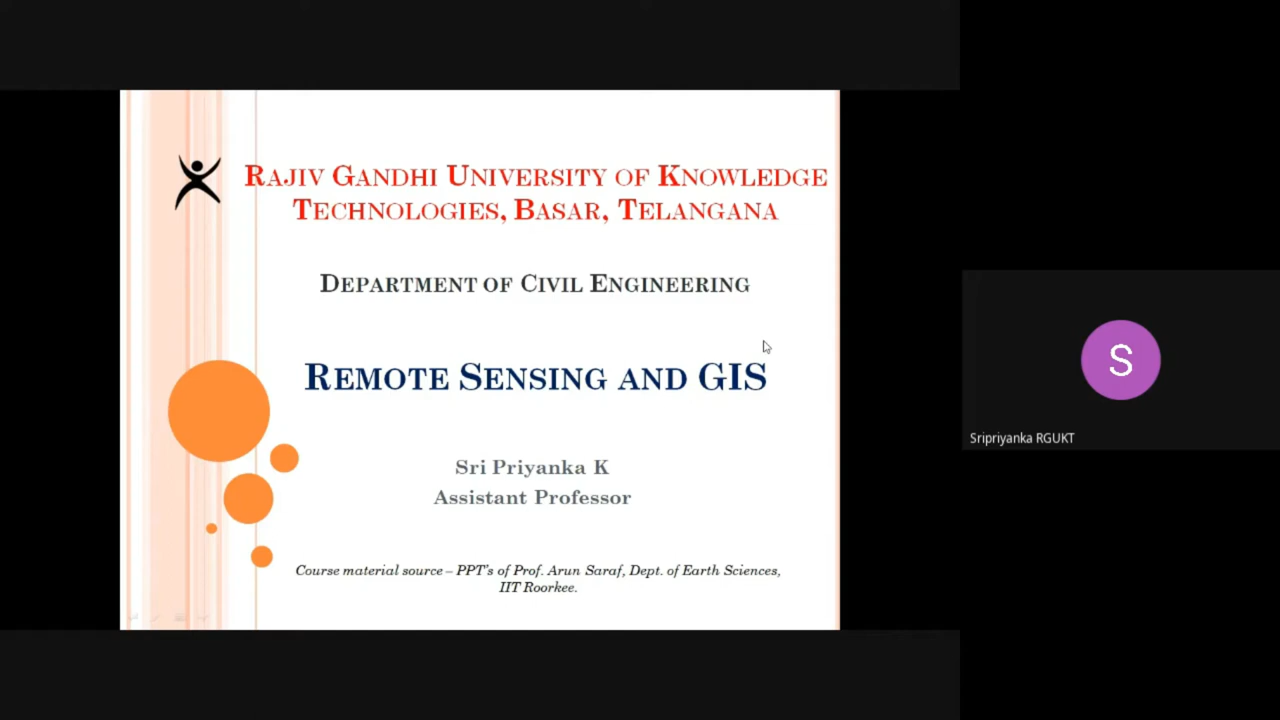 RAJIV GANDHI UNIVERSITY OF KNOWLEDGE
TECHNOLOGIES, BASAR, TELANGANA
DEPARTMENT OF CIVIL ENGINEERING
REMOTE SENSING AND GIS
Sri Priyanka K
Assistant Professor
Course material source – PPT's of Prof. Arun Saraf, Dept. of Earth Sciences,
IIT Roorkee.
S
Sripriyanka RGUKT